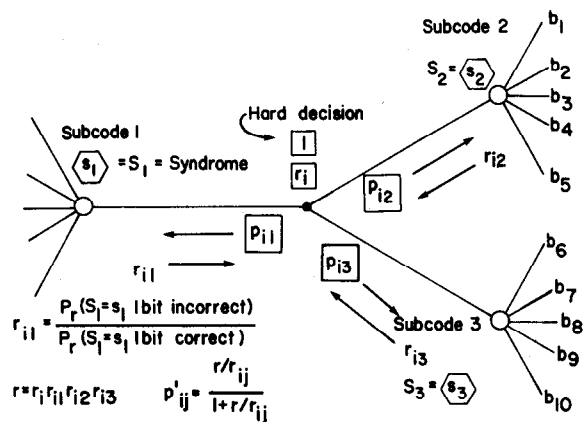 Subcode 2
b1
b2
b3
b4
b5
S2 = s2
Hard decision
1
ri
Subcode 1
s1 = S1 = Syndrome
pi2
ri2
pi1
ri1
pi3
ri3
Subcode 3
S3 = s3
b6
b7
b8
b9
b10
ri1 = Pr(S1=s1 | bit incorrect) / Pr(S1=s1 | bit correct)
r=ri ri1 ri2 ri3
p'ij = r/rij / 1+r/rij